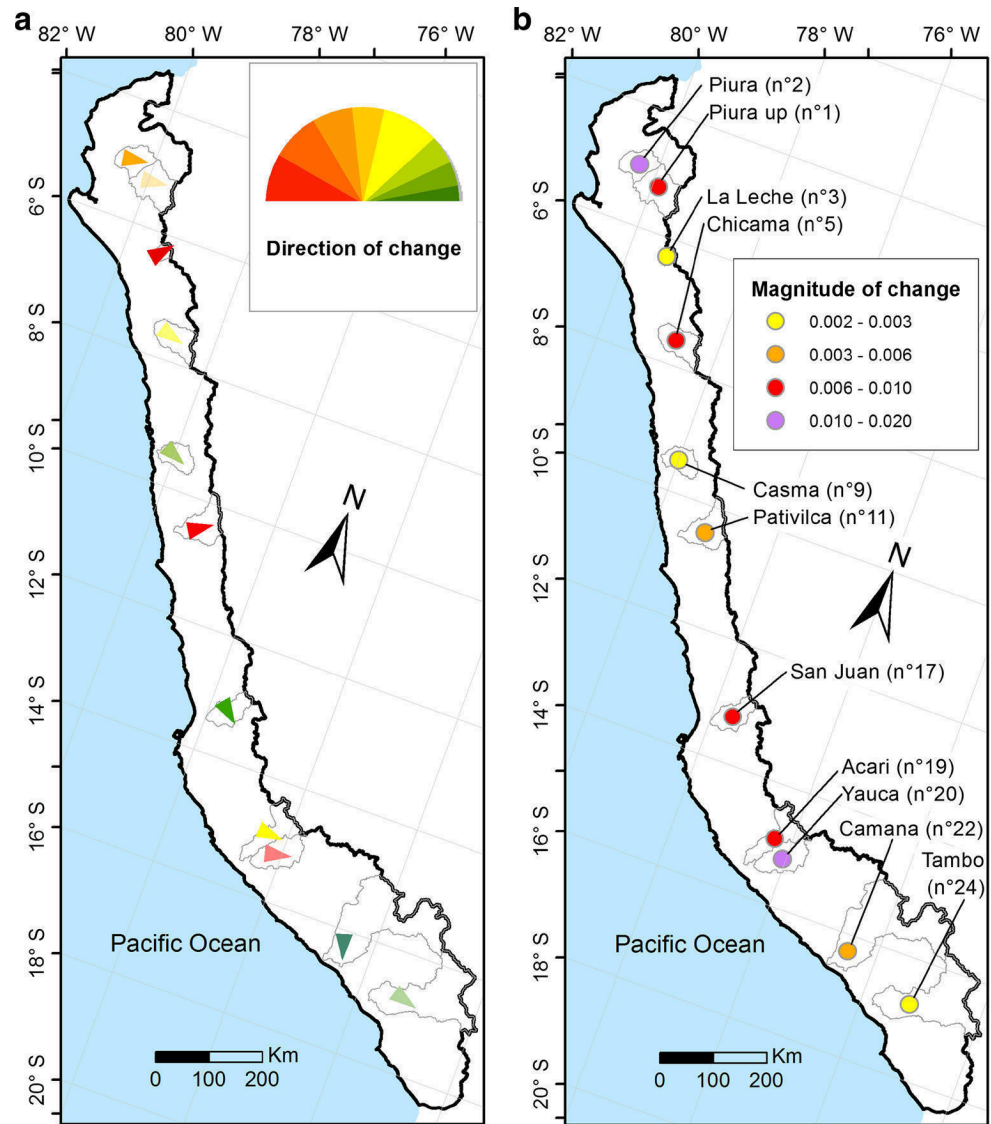 a
82° W
80° W
78° W
76° W
6° S
8° S
10° S
12° S
14° S
16° S
18° S
20° S
Direction of change
N
Pacific Ocean
Km
0 100 200
b
82° W
80° W
78° W
76° W
6° S
8° S
10° S
12° S
14° S
16° S
18° S
20° S
Piura (n°2)
Piura up (n°1)
La Leche (n°3)
Chicama (n°5)
Magnitude of change
0.002 - 0.003
0.003 - 0.006
0.006 - 0.010
0.010 - 0.020
Casma (n°9)
Pativilca (n°11)
N
San Juan (n°17)
Acari (n°19)
Yauca (n°20)
Camana (n°22)
Tambo
(n°24)
Pacific Ocean
Km
0 100 200